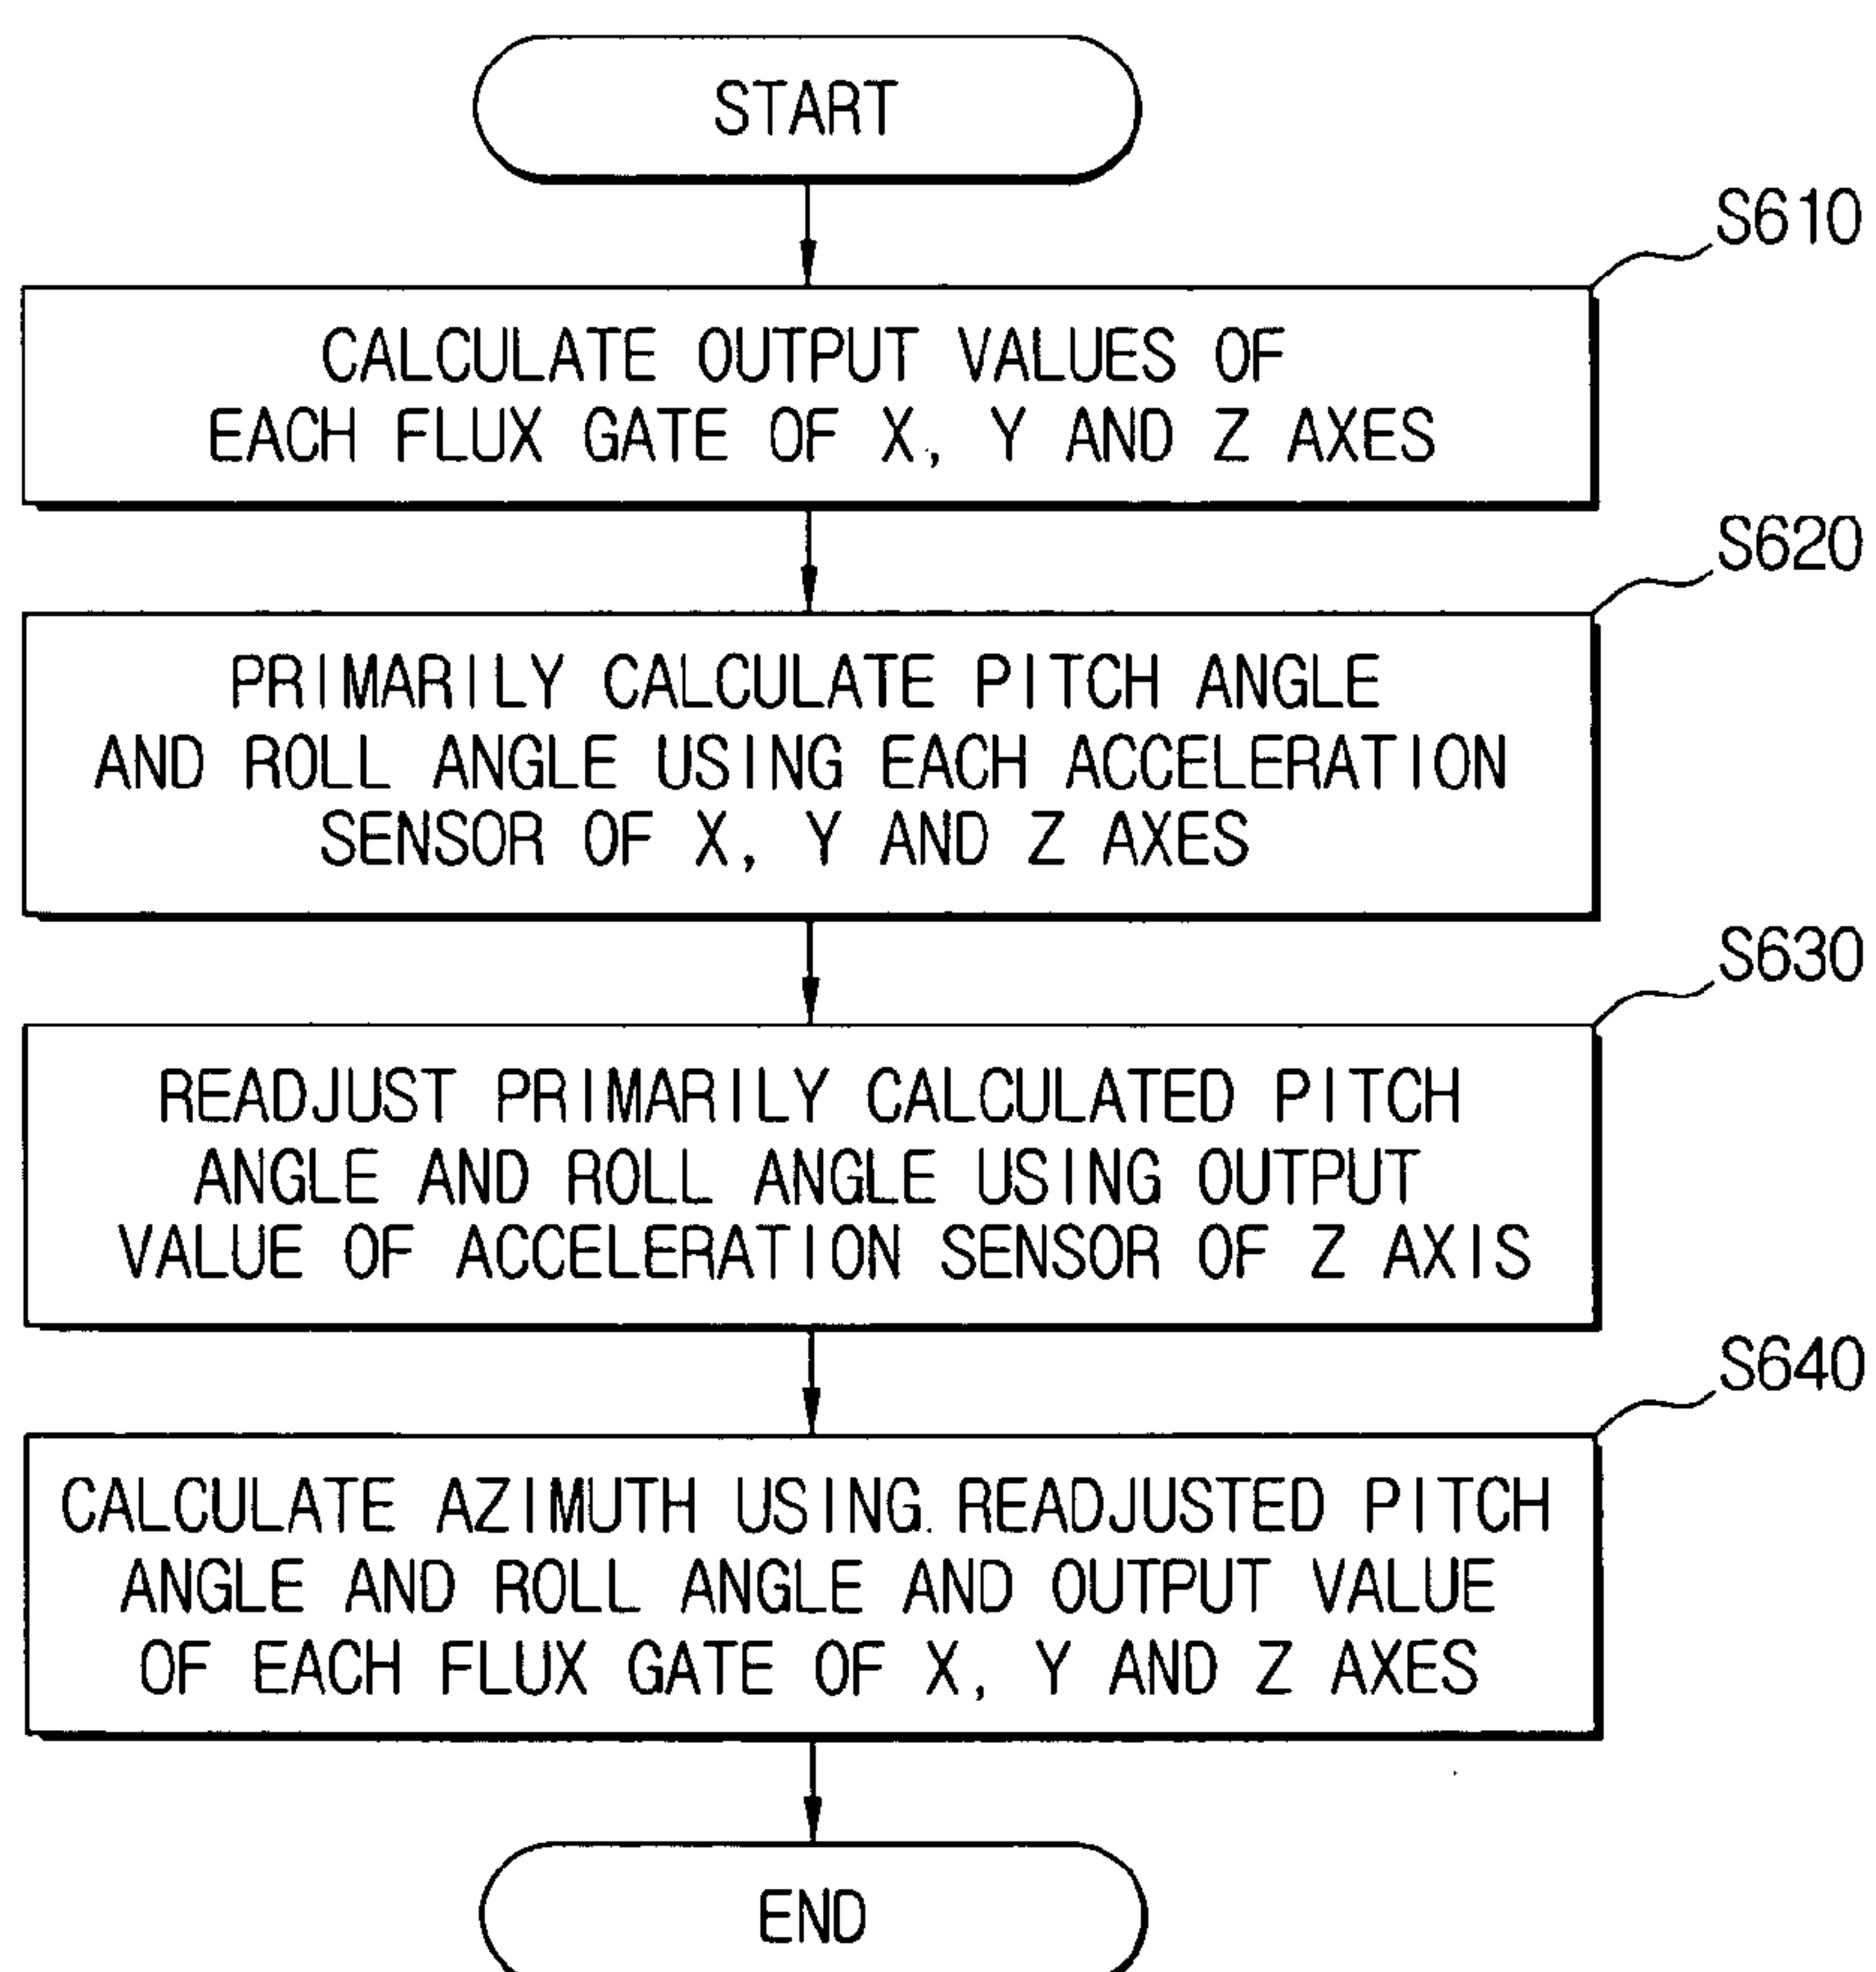 START
S610
CALCULATE OUTPUT VALUES OF
EACH FLUX GATE OF X, Y AND Z AXES
S620
PRIMARILY CALCULATE PITCH ANGLE
AND ROLL ANGLE USING EACH ACCELERATION
SENSOR OF X, Y AND Z AXES
S630
READJUST PRIMARILY CALCULATED PITCH
ANGLE AND ROLL ANGLE USING OUTPUT
VALUE OF ACCELERATION SENSOR OF Z AXIS
S640
CALCULATE AZIMUTH USING READJUSTED PITCH
ANGLE AND ROLL ANGLE AND OUTPUT VALUE
OF EACH FLUX GATE OF X, Y AND Z AXES
END